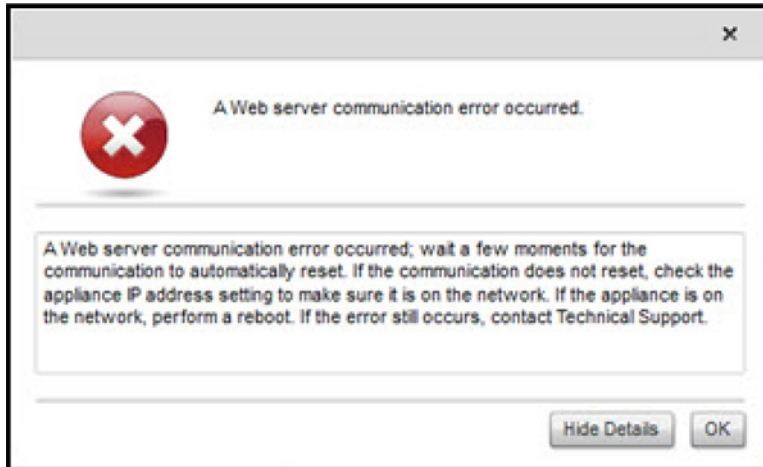 A Web server communication error occurred.
A Web server communication error occurred; wait a few moments for the
communication to automatically reset. If the communication does not reset, check the
appliance IP address setting to make sure it is on the network. If the appliance is on
the network, perform a reboot. If the error still occurs, contact Technical Support.
Hide Details
OK